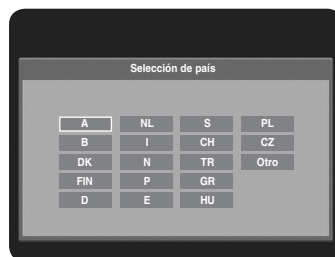 Selección de país
A NL S PL
B I CH CZ
DK N TR Otro
FIN P GR
D E HU